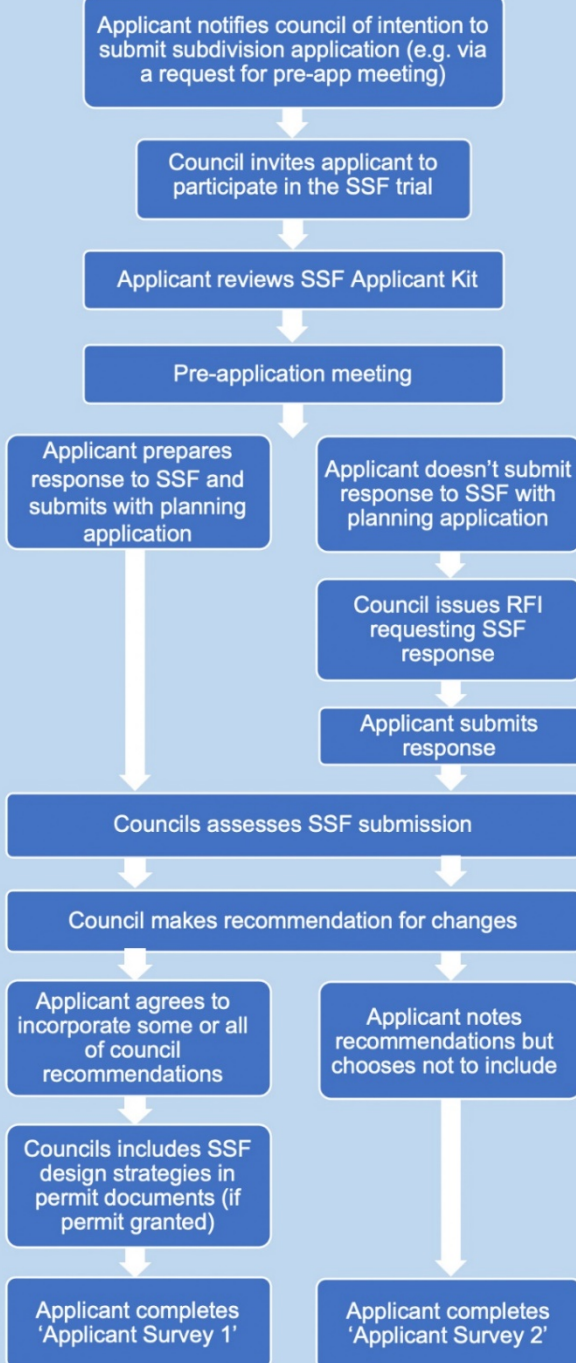 Applicant notifies council of intention to
submit subdivision application (e.g. via
a request for pre-app meeting)
Council invites applicant to
participate in the SSF trial
Applicant reviews SSF Applicant Kit
Pre-application meeting
Applicant prepares
response to SSF and
submits with planning
application
Applicant doesn’t submit
response to SSF with
planning application
Council issues RFI
requesting SSF
response
Applicant submits
response
Councils assesses SSF submission
Council makes recommendation for changes
Applicant agrees to
incorporate some or all
of council
recommendations
Applicant notes
recommendations but
chooses not to include
Councils includes SSF
design strategies in
permit documents (if
permit granted)
Applicant completes
‘Applicant Survey 1’
Applicant completes
‘Applicant Survey 2’